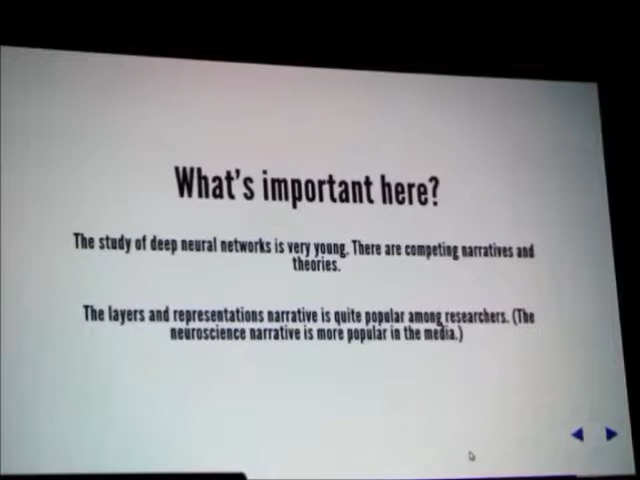 What's important here?
The study of deep neural networks is very young. There are competing narratives and
theories.
The layers and representations narrative is quite popular among researchers. (The
neuroscience narrative is more popular in the media.)